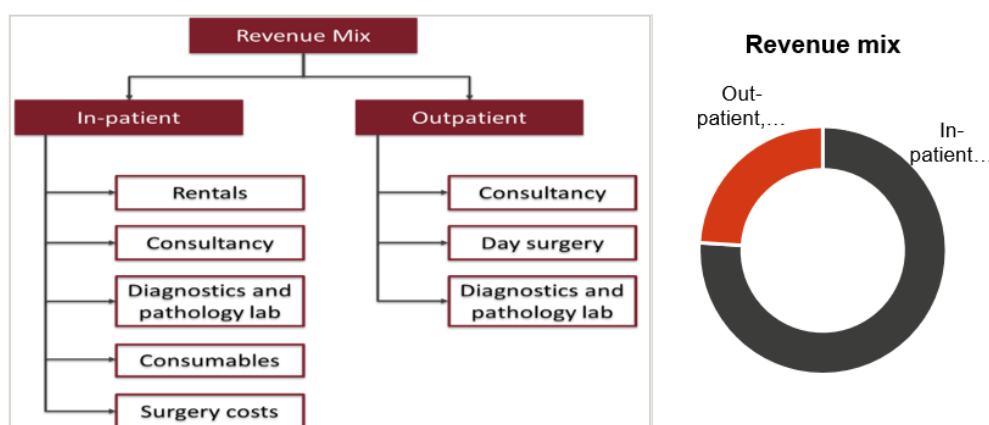 Revenue Mix
In-patient
Outpatient
Rentals
Consultancy
Diagnostics and
pathology lab
Consumables
Surgery costs
Consultancy
Day surgery
Diagnostics and
pathology lab
Revenue mix
Out-
patient,...
In-
patient...